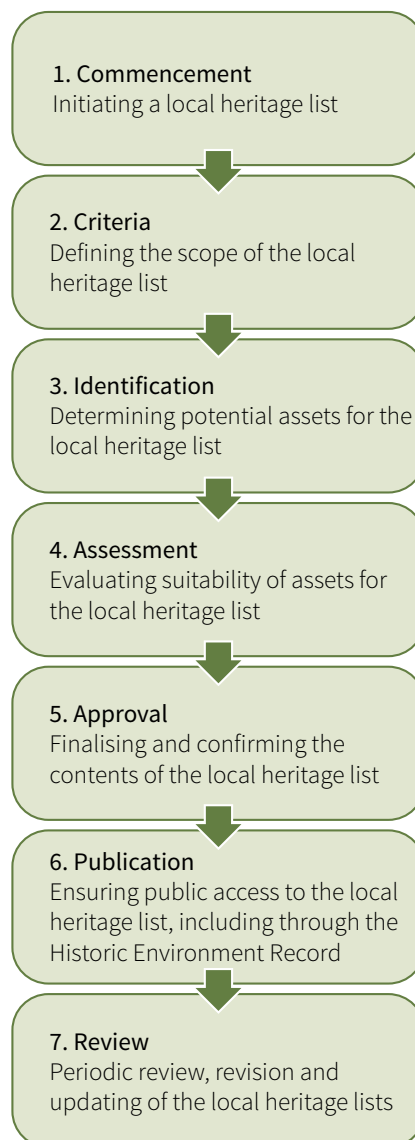 1. Commencement
Initiating a local heritage list
2. Criteria
Defining the scope of the local
heritage list
3. Identification
Determining potential assets for the
local heritage list
4. Assessment
Evaluating suitability of assets for
the local heritage list
5. Approval
Finalising and confirming the
contents of the local heritage list
6. Publication
Ensuring public access to the local
heritage list, including through the
Historic Environment Record
7. Review
Periodic review, revision and
updating of the local heritage lists